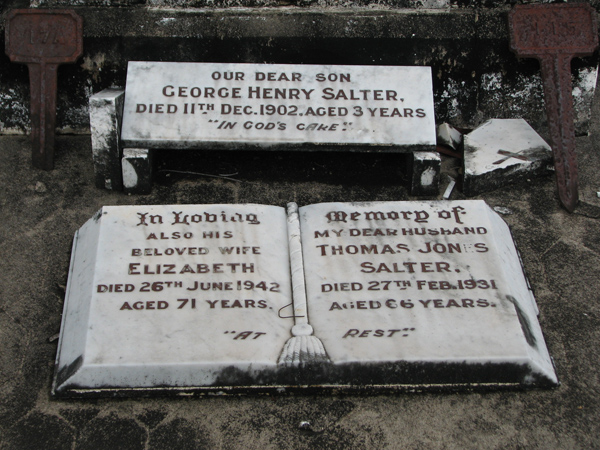 OUR DEAR SON
GEORGE HENRY SALTER,
DIED 11TH DEC. 1902. AGED 3 YEARS
"IN GOD'S CARE"
In Loving
ALSO HIS
BELOVED WIFE
ELIZABETH
DIED 26TH JUNE 1942
AGED 71 YEARS.
"AT
Memory of
MY DEAR HUSBAND
THOMAS JONES
SALTER.
DIED 27TH FEB. 1931
AGED 66 YEARS.
REST"